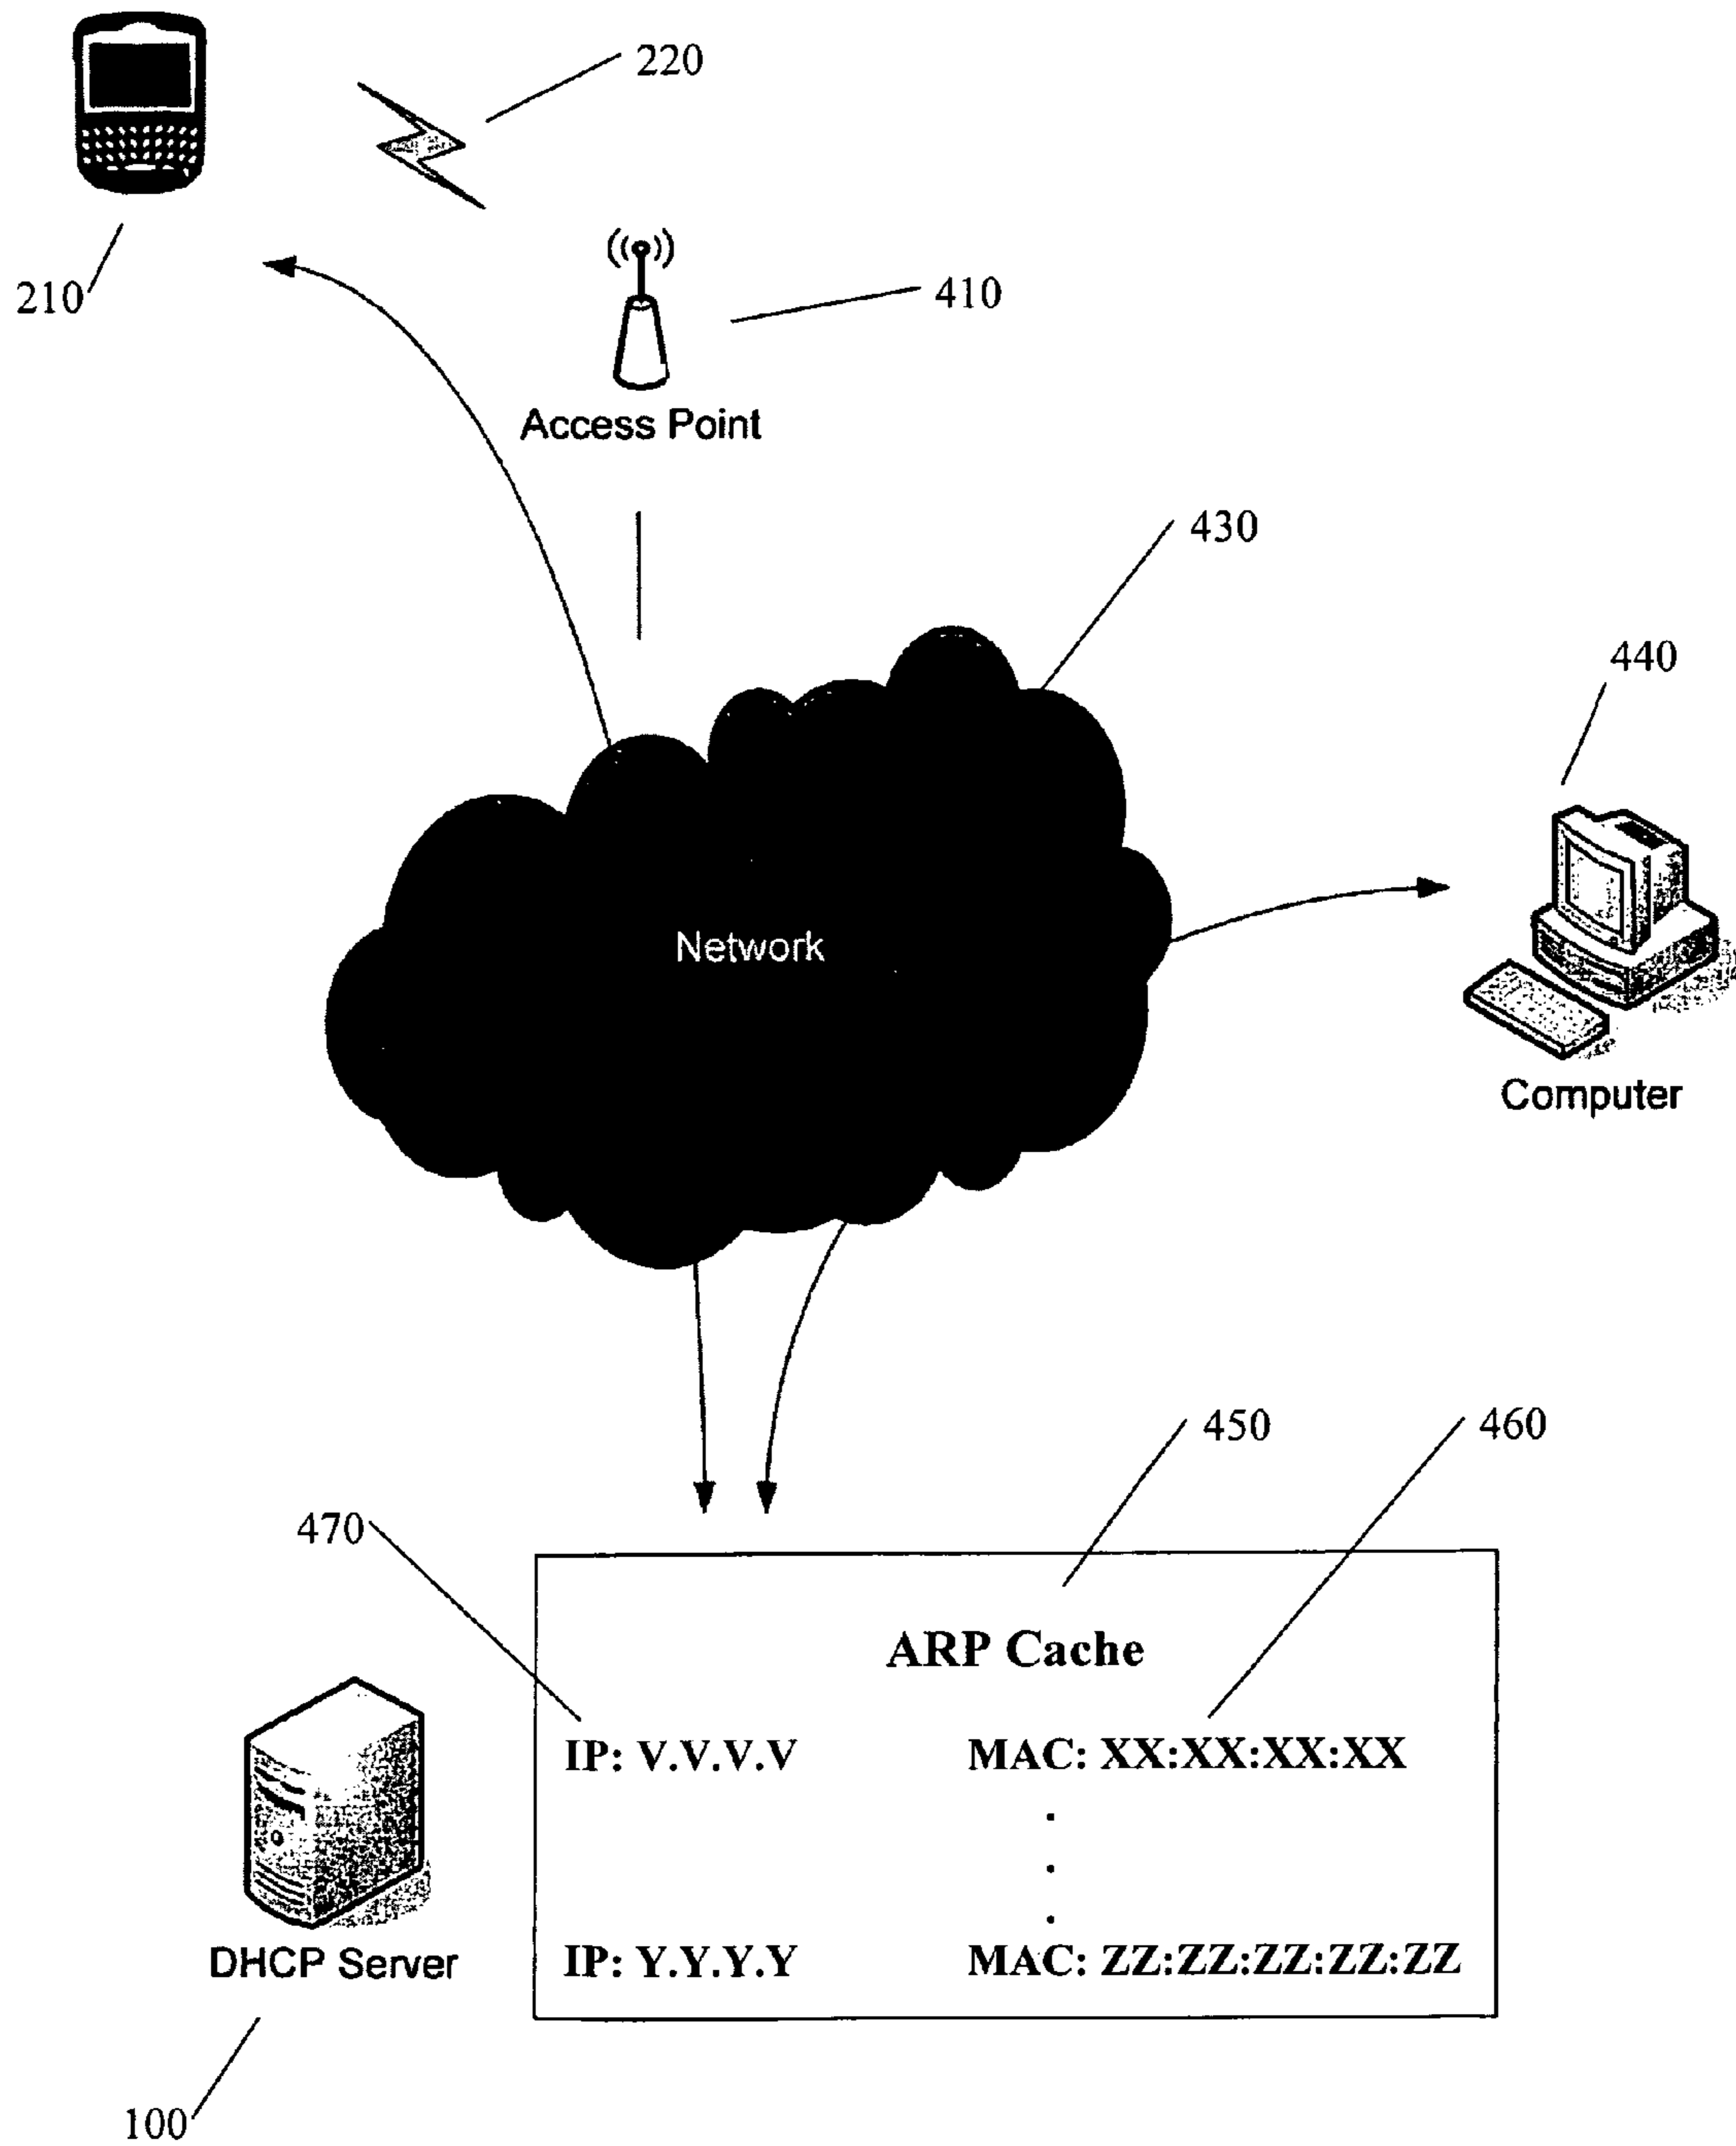 220
210
410
Access Point
430
440
Network
Computer
450
460
470
ARP Cache
IP: V.V.V.V MAC: XX:XX:XX:XX
.
.
.
IP: Y.Y.Y.Y MAC: ZZ:ZZ:ZZ:ZZ:ZZ
DHCP Server
100